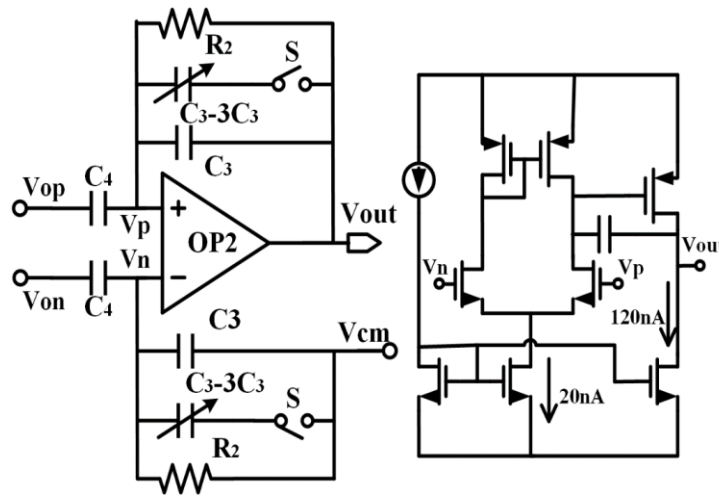 R2
S
C3-3C3
C3
Vop
C4
Vp
+
OP2
Vout
Vn
-
Von
C4
C3
Vcm
C3-3C3
S
R2
Vn
Vp
Vout
120nA
20nA